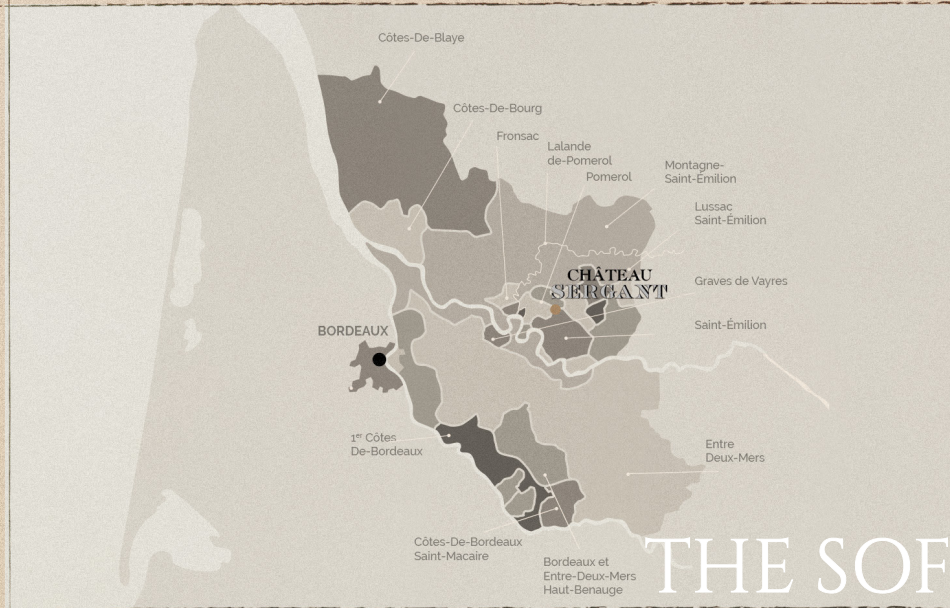 Côtes-De-Blaye
Côtes-De-Bourg
Fronsac
Lalande
de-Pomerol
Pomerol
Montagne-
Saint-Émilion
Lussac
Saint-Émilion
CHÂTEAU
SERGANT
Graves de Vayres
Saint-Émilion
BORDEAUX
1er Côtes
De-Bordeaux
Entre
Deux-Mers
Côtes-De-Bordeaux
Saint-Macaire
Bordeaux et
Entre-Deux-Mers
Haut-Benauge
THE SOF